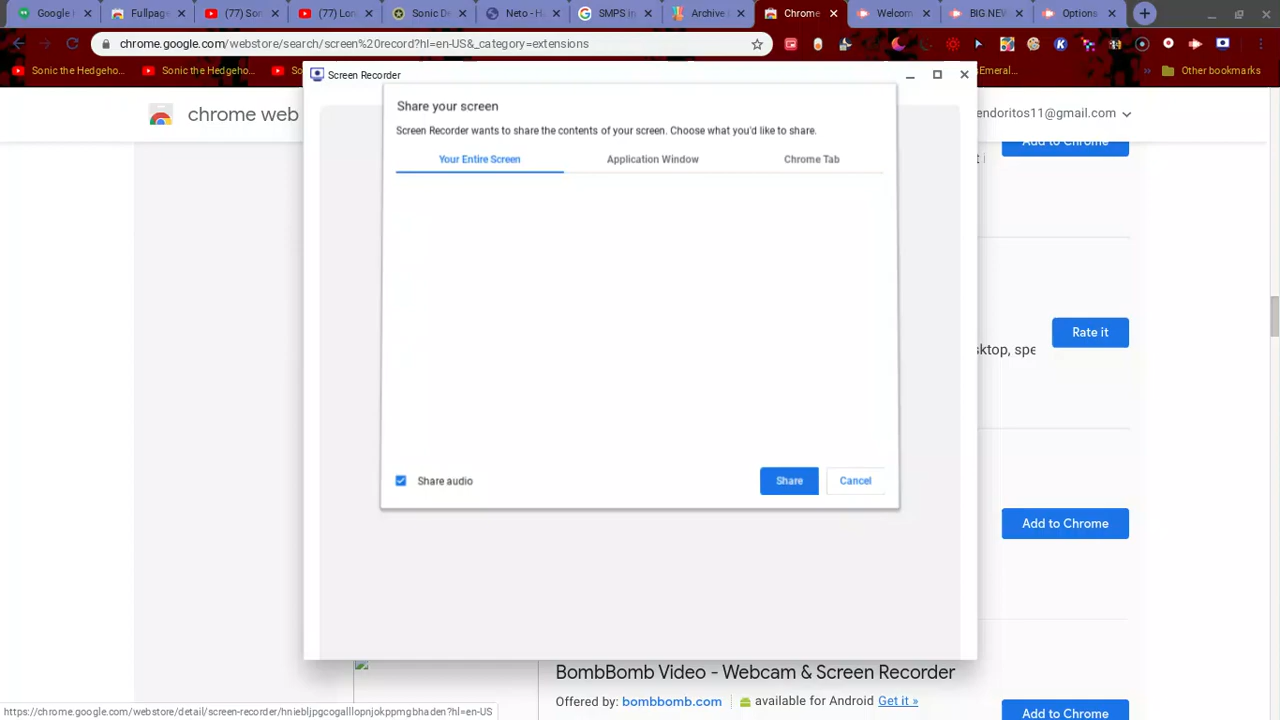 Google
Fullpag
(77) Son
(77) Lon
Sonic De
Neto - H
SMPS in
Archive
Chrome
Welcom
BIG NEW
Options
chrome.google.com/webstore/search/screen%20record?hl=en-US&_category=extensions
Sonic the Hedgeho...
Sonic the Hedgeho...
So
Emeral...
»
Other bookmarks
Screen Recorder
chrome web
endoritos11@gmail.com
Share your screen
Screen Recorder wants to share the contents of your screen. Choose what you'd like to share.
Your Entire Screen
Application Window
Chrome Tab
Add to Chrome
Rate it
sktop, spe
Share audio
Share
Cancel
Add to Chrome
BombBomb Video - Webcam & Screen Recorder
Offered by: bombbomb.com
available for Android Get it »
Add to Chrome
https://chrome.google.com/webstore/detail/screen-recorder/hniebljpgcogalllopnjokppmgbhaden?hl=en-US